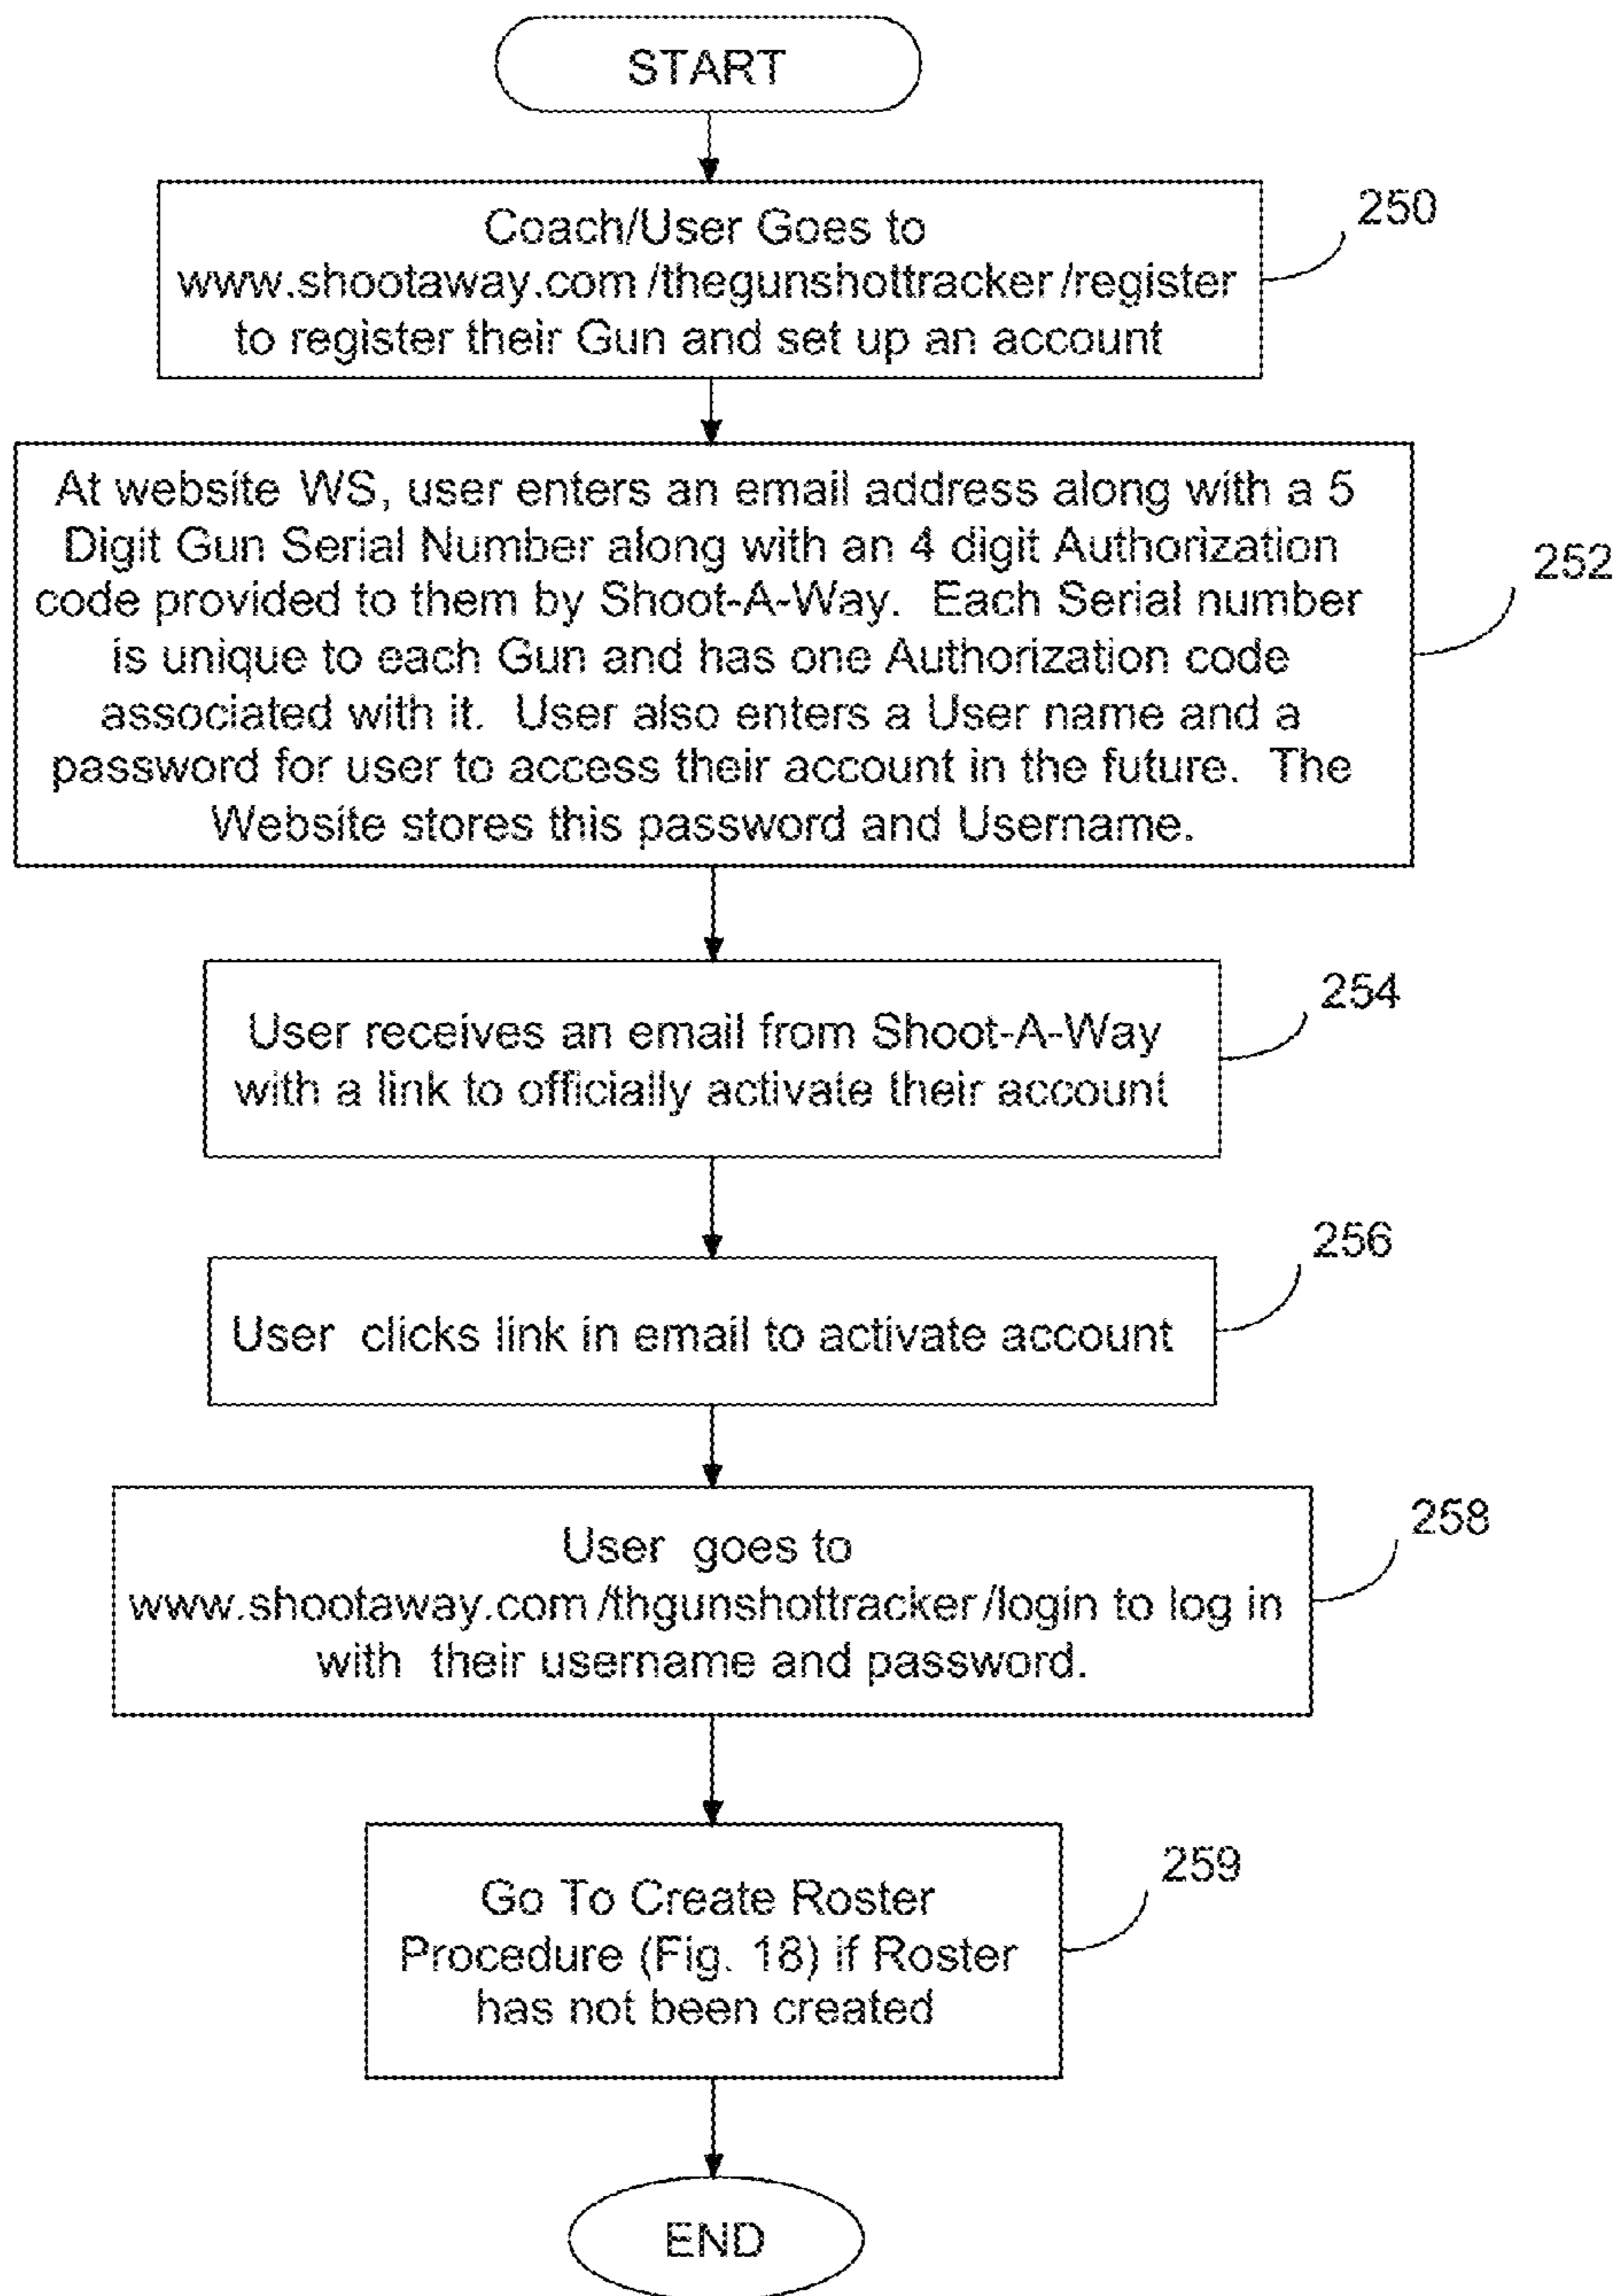 START
Coach/User Goes to
www.shootaway.com/thegunshottracker/register
to register their Gun and set up an account
250
At website WS, user enters an email address along with a 5
Digit Gun Serial Number along with an 4 digit Authorization
code provided to them by Shoot-A-Way. Each Serial number
is unique to each Gun and has one Authorization code
associated with it. User also enters a User name and a
password for user to access their account in the future. The
Website stores this password and Username.
252
User receives an email from Shoot-A-Way
with a link to officially activate their account
254
User clicks link in email to activate account
256
User goes to
www.shootaway.com/thgunshottracker/login to log in
with their username and password.
258
Go To Create Roster
Procedure (Fig. 18) if Roster
has not been created
259
END